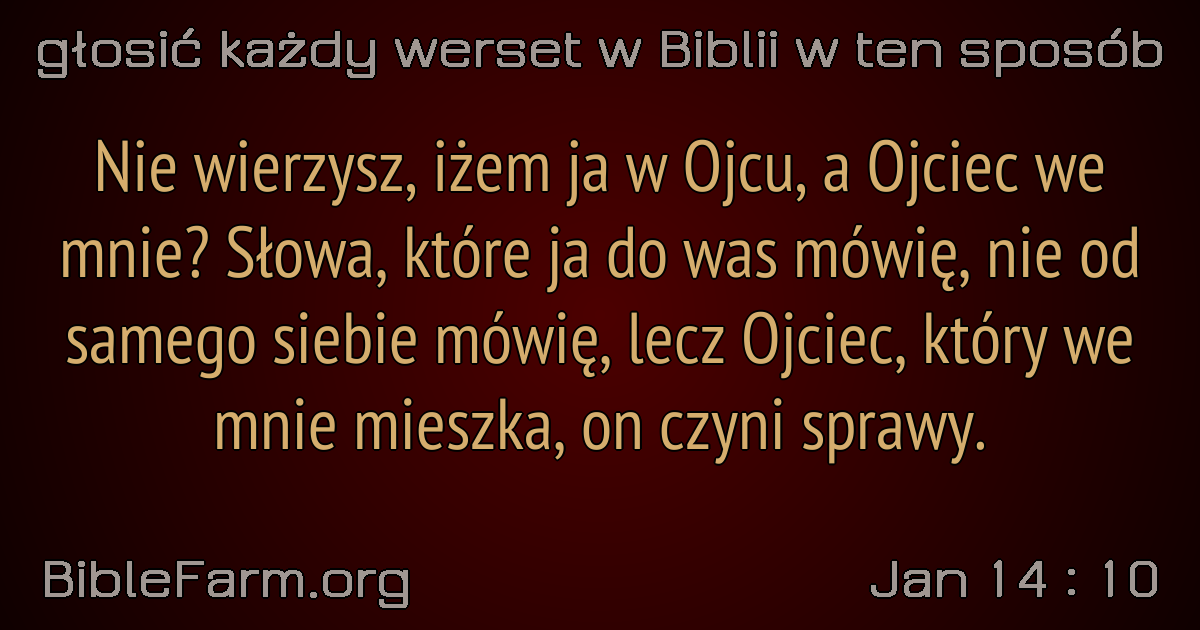 głosić każdy werset w Biblii w ten sposób
Nie wierzysz, iżem ja w Ojcu, a Ojciec we
mnie? Słowa, które ja do was mówię, nie od
samego siebie mówię, lecz Ojciec, który we
mnie mieszka, on czyni sprawy.
BibleFarm.org
Jan 14 : 10